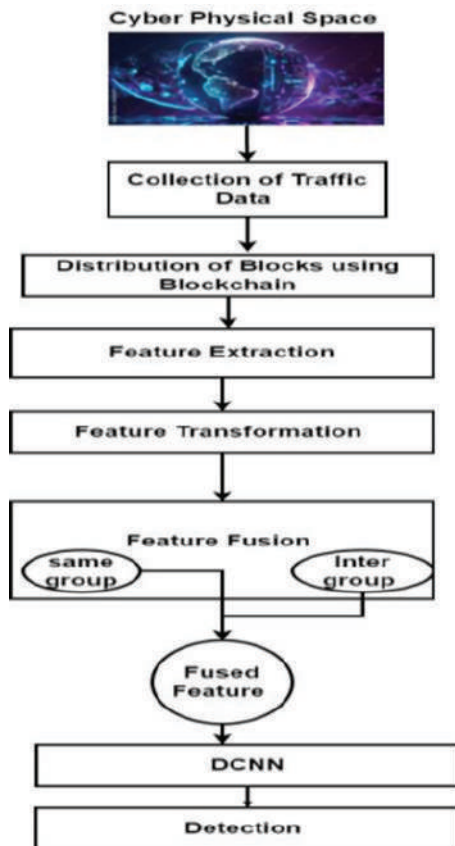 Cyber Physical Space
Collection of Traffic
Data
Distribution of Blocks using
Blockchain
Feature Extraction
Feature Transformation
Feature Fusion
same
group
Inter
group
Fused
Feature
DCNN
Detection